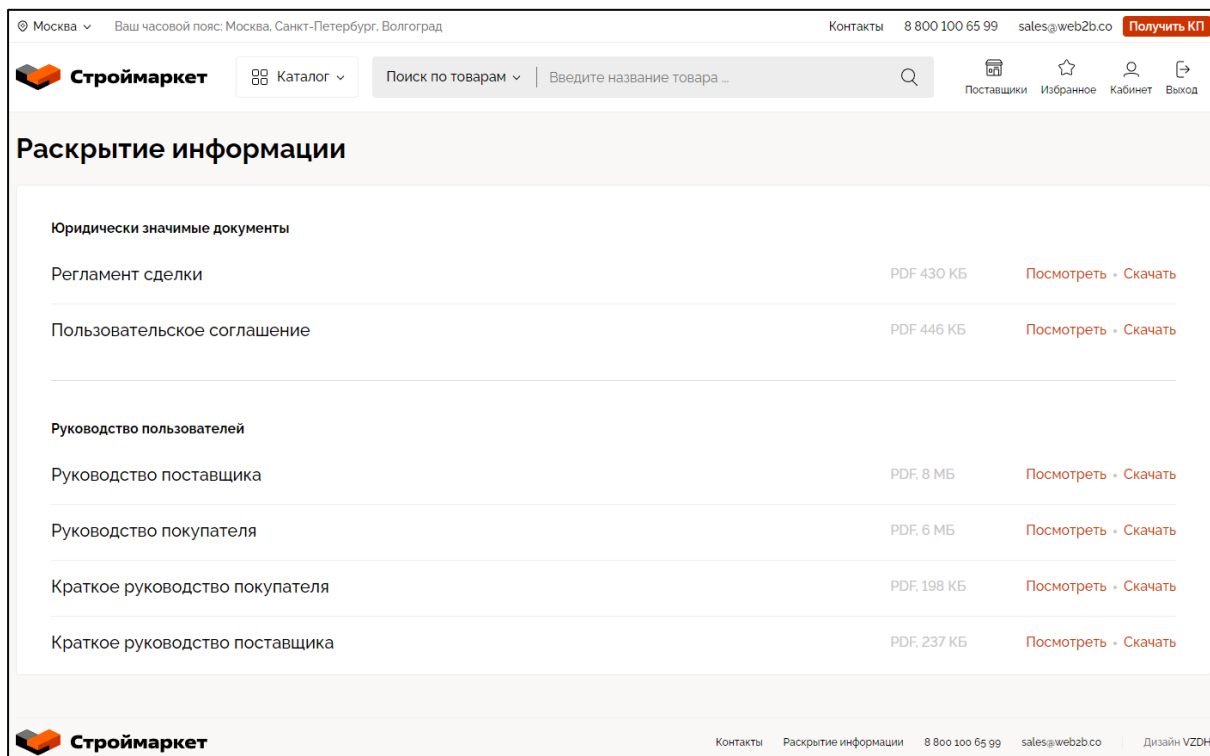 Москва Ваш часовой пояс: Москва, Санкт-Петербург, Волгоград Контакты 8 800 100 65 99 sales@web2b.co Получить КП
Строймаркет Каталог Поиск по товарам Введите название товара ... Поставщики Избранное Кабинет Выход
Раскрытие информации
Юридически значимые документы
Регламент сделки PDF 430 КБ Посмотреть • Скачать
Пользовательское соглашение PDF 446 КБ Посмотреть • Скачать
Руководство пользователей
Руководство поставщика PDF, 8 МБ Посмотреть • Скачать
Руководство покупателя PDF, 6 МБ Посмотреть • Скачать
Краткое руководство покупателя PDF, 198 КБ Посмотреть • Скачать
Краткое руководство поставщика PDF, 237 КБ Посмотреть • Скачать
Строймаркет Контакты Раскрытие информации 8 800 100 65 99 sales@web2b.co Дизайн VZDH